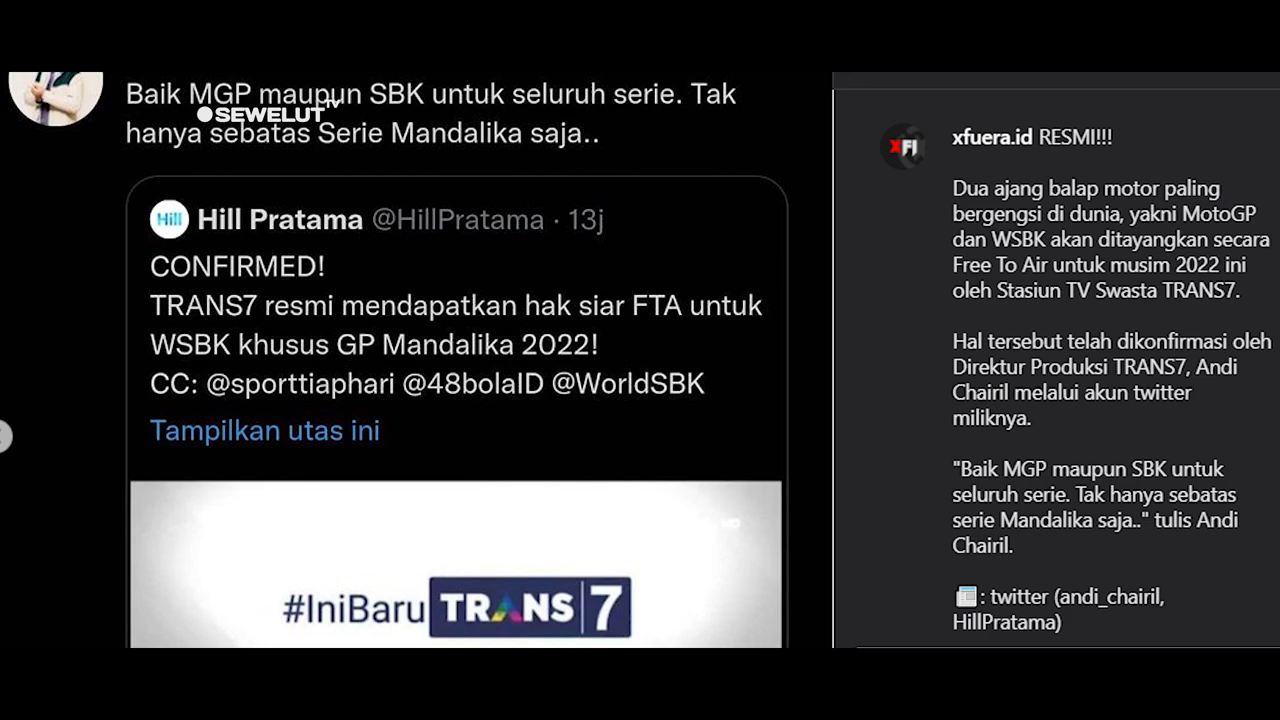 Baik MGP maupun SBK untuk seluruh serie. Tak
SEWELUT TV
hanya sebatas Serie Mandalika saja..
Hill
Hill Pratama @HillPratama · 13j
CONFIRMED!
TRANS7 resmi mendapatkan hak siar FTA untuk
WSBK khusus GP Mandalika 2022!
CC: @sporttiaphari @48bolaID @WorldSBK
Tampilkan utas ini
#IniBaru TRANS 7
XFI
xfuera.id RESMI!!!
Dua ajang balap motor paling
bergengsi di dunia, yakni MotoGP
dan WSBK akan ditayangkan secara
Free To Air untuk musim 2022 ini
oleh Stasiun TV Swasta TRANS7.
Hal tersebut telah dikonfirmasi oleh
Direktur Produksi TRANS7, Andi
Chairil melalui akun twitter
miliknya.
"Baik MGP maupun SBK untuk
seluruh serie. Tak hanya sebatas
serie Mandalika saja.." tulis Andi
Chairil.
: twitter (andi_chairil,
HillPratama)